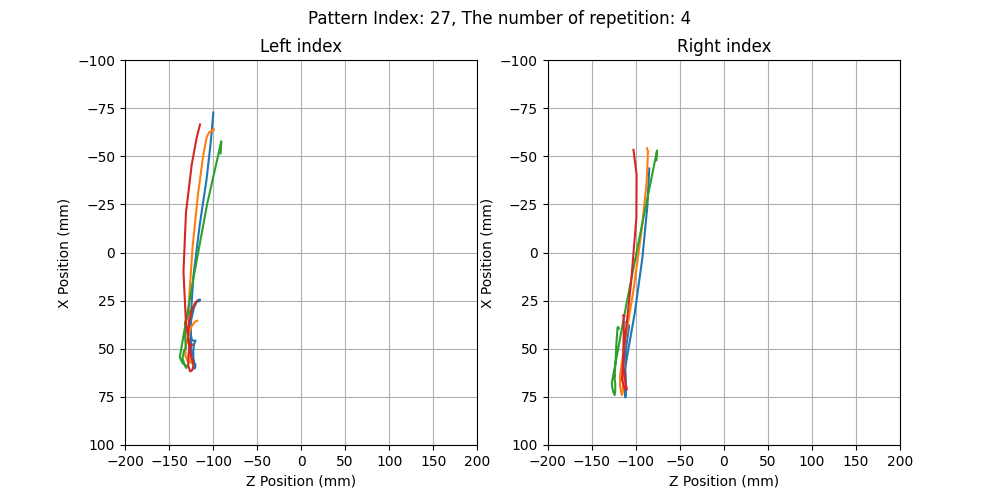 Pattern Index: 27, The number of repetition: 4
Left index
Right index
−100
−75
−50
−25
0
25
50
75
100
−200 −150 −100 −50 0 50 100 150 200
X Position (mm)
Z Position (mm)
−100
−75
−50
−25
0
25
50
75
100
−200 −150 −100 −50 0 50 100 150 200
X Position (mm)
Z Position (mm)